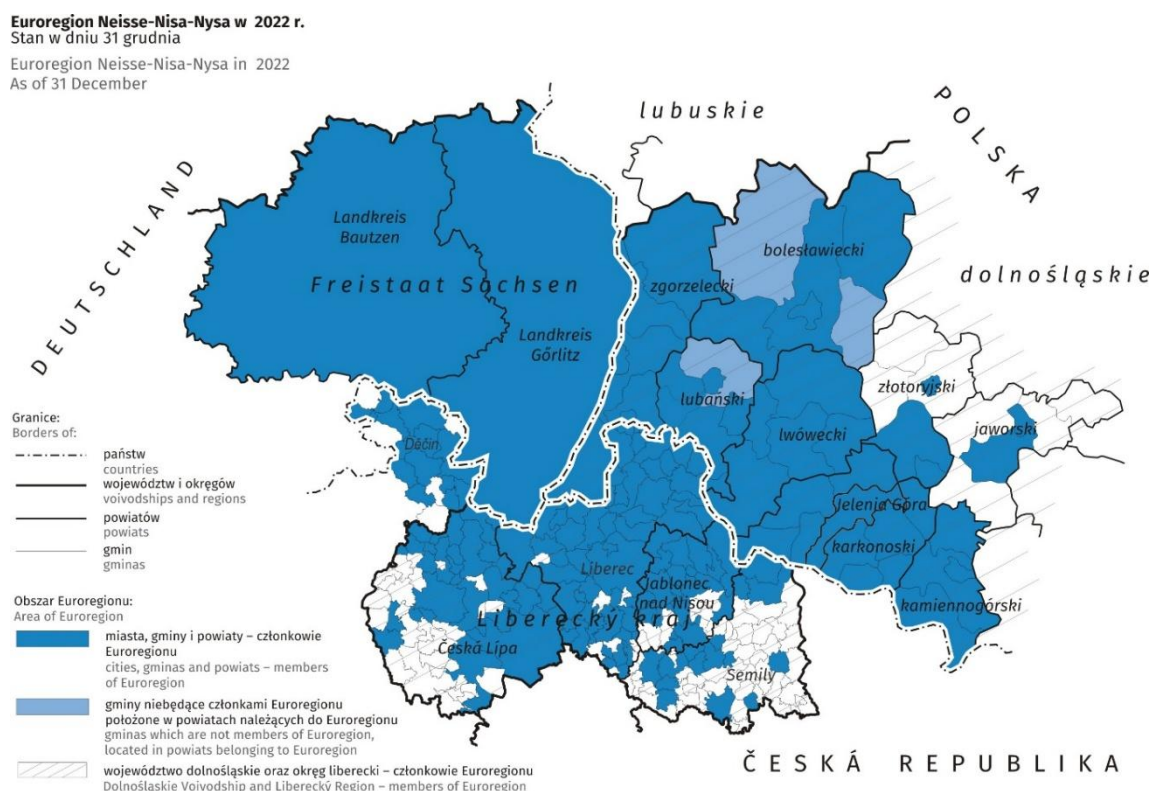 Euroregion Neisse-Nisa-Nysa w 2022 r.
Stan w dniu 31 grudnia
Euroregion Neisse-Nisa-Nysa in 2022
As of 31 December
lubuskie
POLSKA
DEUTSCHLAND
Landkreis
Bautzen
bolesławiecki
Freistaat Sachsen
zgorzelecki
dolnośląskie
Landkreis
Görlitz
złotoryjski
lubański
lwówecki
jaworski
Děčín
Jelenia Góra
karkonoski
Liberec
Jablonec
nad Nisou
kamiennogórski
Liberecký kraj
Česká Lípa
Semily
ČESKÁ REPUBLIKA
Granice:
Borders of:
państw
countries
województw i okręgów
voivodships and regions
powiatów
powiats
gmin
gminas
Obszar Euroregionu:
Area of Euroregion
miasta, gminy i powiaty – członkowie
Euroregionu
cities, gminas and powiats – members
of Euroregion
gminy niebędące członkami Euroregionu
położone w powiatach należących do Euroregionu
gminas which are not members of Euroregion,
located in powiats belonging to Euroregion
województwo dolnośląskie oraz okręg liberecki – członkowie Euroregionu
Dolnośląskie Voivodship and Liberecký Region – members of Euroregion